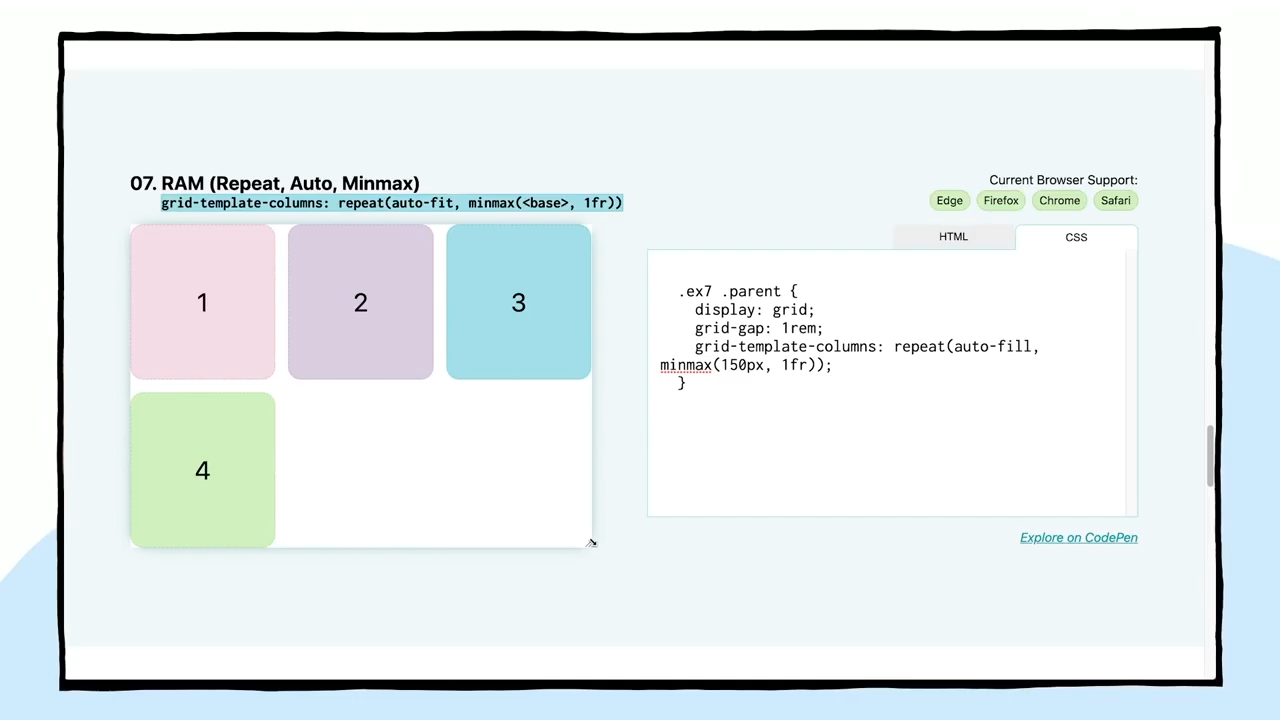 07. RAM (Repeat, Auto, Minmax)
grid-template-columns: repeat(auto-fit, minmax(<base>, 1fr))
Current Browser Support:
Edge Firefox Chrome Safari
1 2 3
4
HTML CSS
.ex7 .parent {
display: grid;
grid-gap: 1rem;
grid-template-columns: repeat(auto-fill,
minmax(150px, 1fr));
}
Explore on CodePen